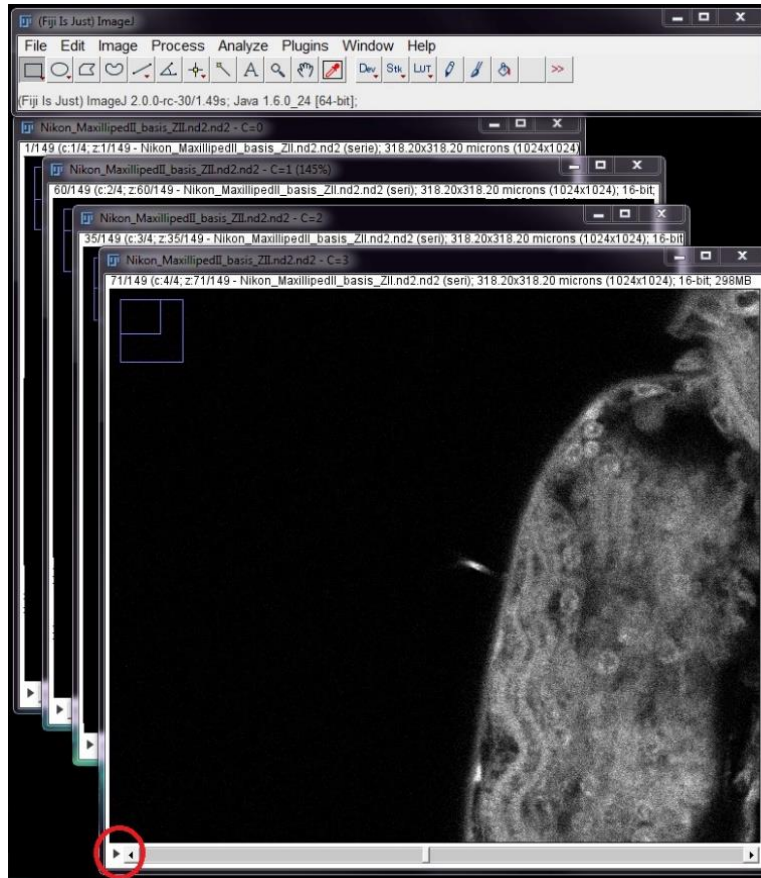 (Fiji Is Just) ImageJ
File Edit Image Process Analyze Plugins Window Help
A Dev Stk LUT >>
(Fiji Is Just) ImageJ 2.0.0-rc-30/1.49s; Java 1.6.0_24 [64-bit];
Nikon_MaxillipedII_basis_ZII.nd2.nd2 - C=0
1/149 (c:1/4; z:1/149 - Nikon_MaxillipedII_basis_ZII.nd2.nd2 (serie); 318.20x318.20 microns (1024x1024)
Nikon_MaxillipedII_basis_ZII.nd2.nd2 - C=1 (145%)
60/149 (c:2/4; z:60/149 - Nikon_MaxillipedII_basis_ZII.nd2.nd2 (seri); 318.20x318.20 microns (1024x1024); 16-bit;
Nikon_MaxillipedII_basis_ZII.nd2.nd2 - C=2
35/149 (c:3/4; z:35/149 - Nikon_MaxillipedII_basis_ZII.nd2.nd2 (seri); 318.20x318.20 microns (1024x1024); 16-bit
Nikon_MaxillipedII_basis_ZII.nd2.nd2 - C=3
71/149 (c:4/4; z:71/149 - Nikon_MaxillipedII_basis_ZII.nd2.nd2 (seri); 318.20x318.20 microns (1024x1024); 16-bit; 298MB